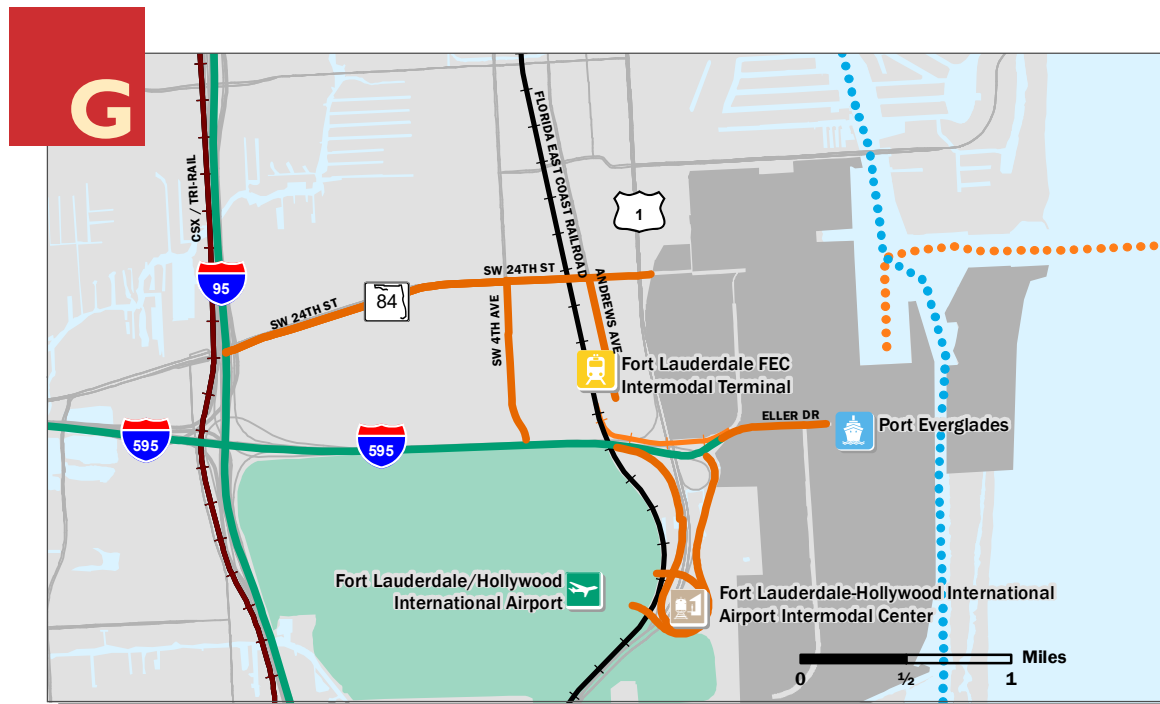 G
CSX / TRI-RAIL
FLORIDA EAST COAST RAILROAD
1
95
SW 24TH ST
84
SW 24TH ST
SW 4TH AVE
ANDREWS AVE
Fort Lauderdale FEC
Intermodal Terminal
ELLER DR
Port Everglades
595
595
Fort Lauderdale/Hollywood
International Airport
Fort Lauderdale-Hollywood International
Airport Intermodal Center
Miles
0 ½ 1